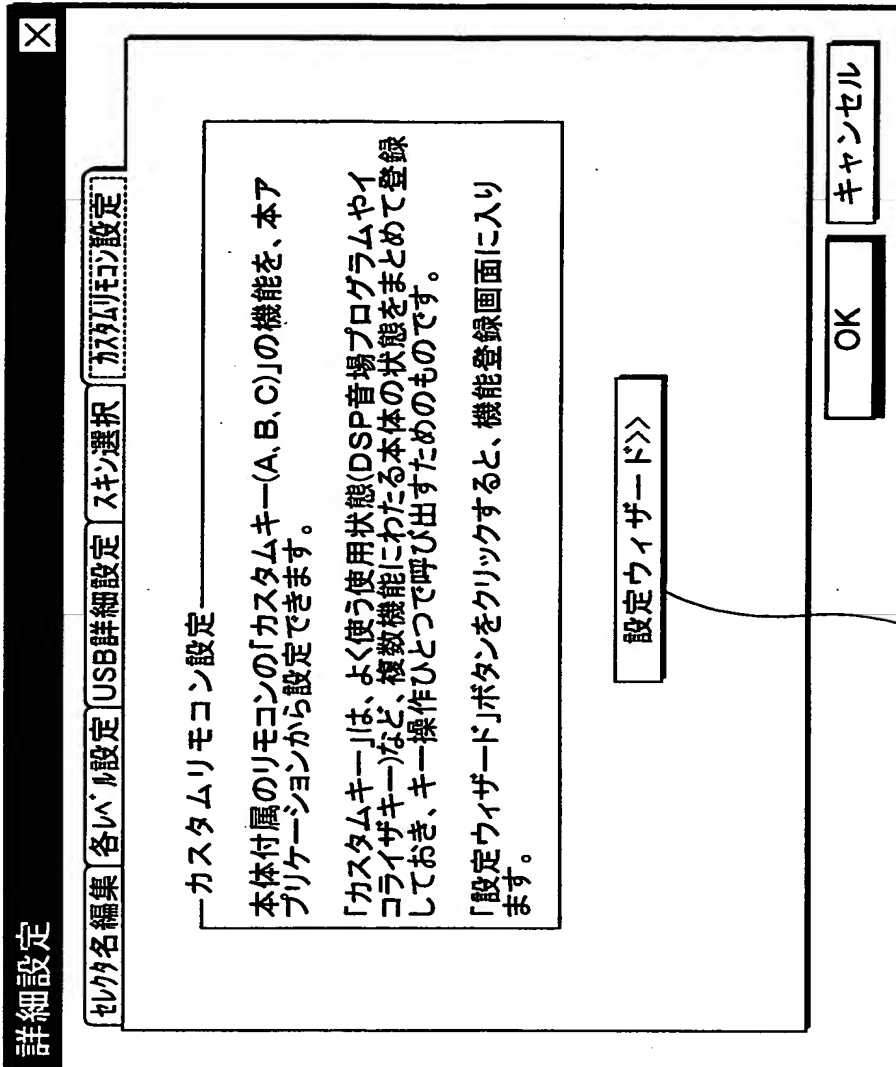 詳細設定
セレクタ名編集
各レベル設定
USB詳細設定
スキン選択
カスタムリモコン設定
カスタムリモコン設定
本体付属のリモコンの「カスタムキー(A, B, C)」の機能を、本ア
プリケーションから設定できます。
「カスタムキー」は、よく使う使用状態(DSP音場プログラムやイ
コライザキー)など、複数機能にわたる本体の状態をまとめて登録
しておき、キー操作ひとつで呼び出すためのものです。
「設定ウィザード」ボタンをクリックすると、機能登録画面に入り
ます。
設定ウィザード>>
OK
キャンセル